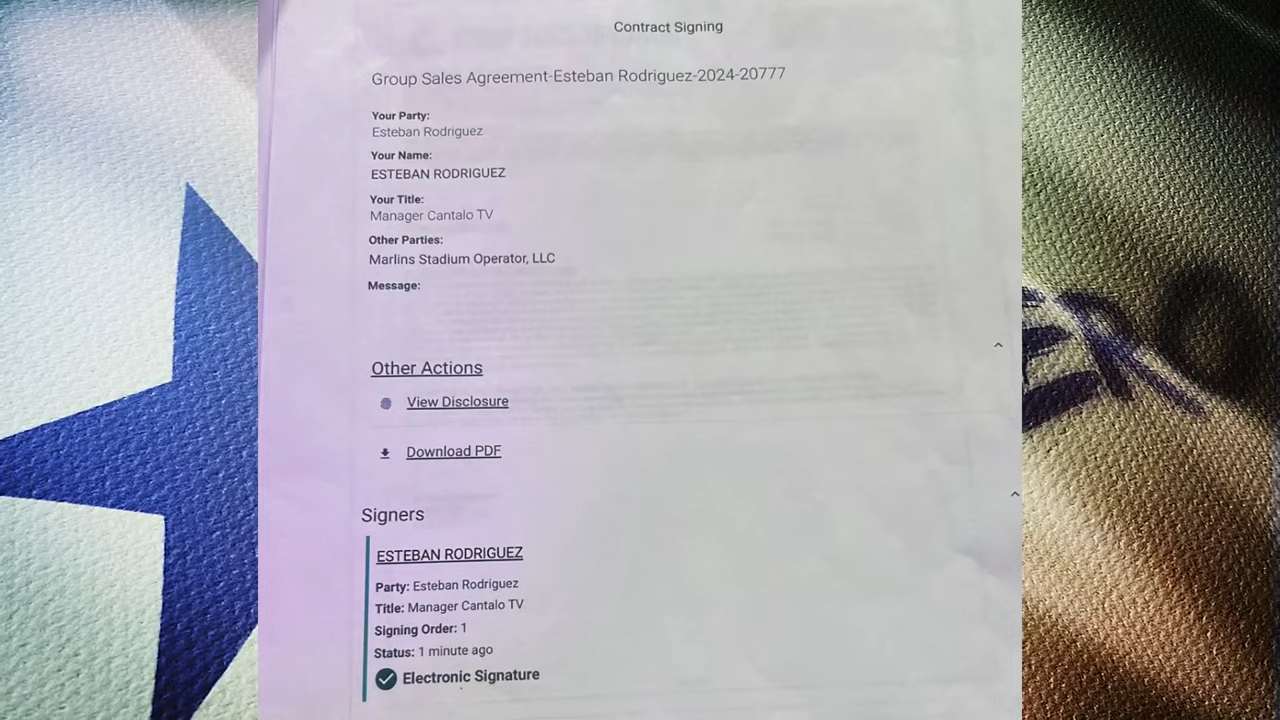 Contract Signing
Group Sales Agreement-Esteban Rodriguez-2024-20777
Your Party:
Esteban Rodriguez
Your Name:
ESTEBAN RODRIGUEZ
Your Title:
Manager Cantalo TV
Other Parties:
Marlins Stadium Operator, LLC
Message:
Other Actions
View Disclosure
Download PDF
Signers
ESTEBAN RODRIGUEZ
Party: Esteban Rodriguez
Title: Manager Cantalo TV
Signing Order: 1
Status: 1 minute ago
Electronic Signature